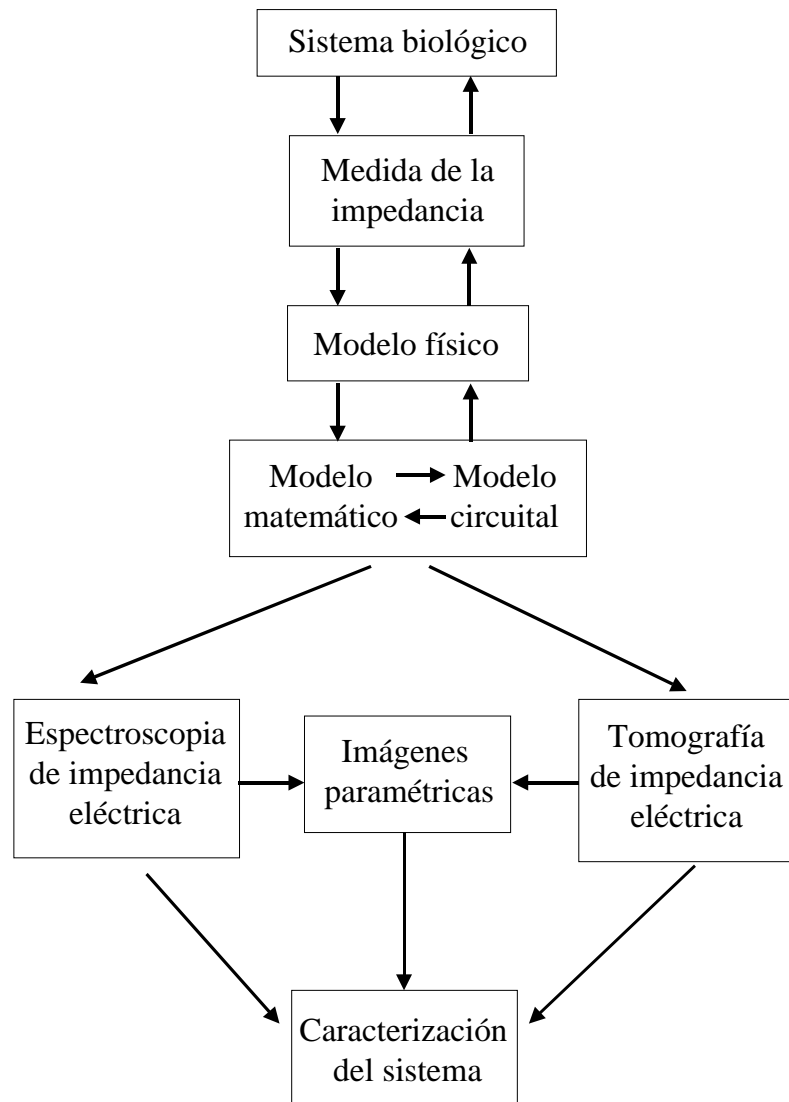 Sistema biológico
Medida de la
impedancia
Modelo físico
Modelo
matemático
Modelo
circuital
Espectroscopia
de impedancia
eléctrica
Imágenes
paramétricas
Tomografía
de impedancia
eléctrica
Caracterización
del sistema